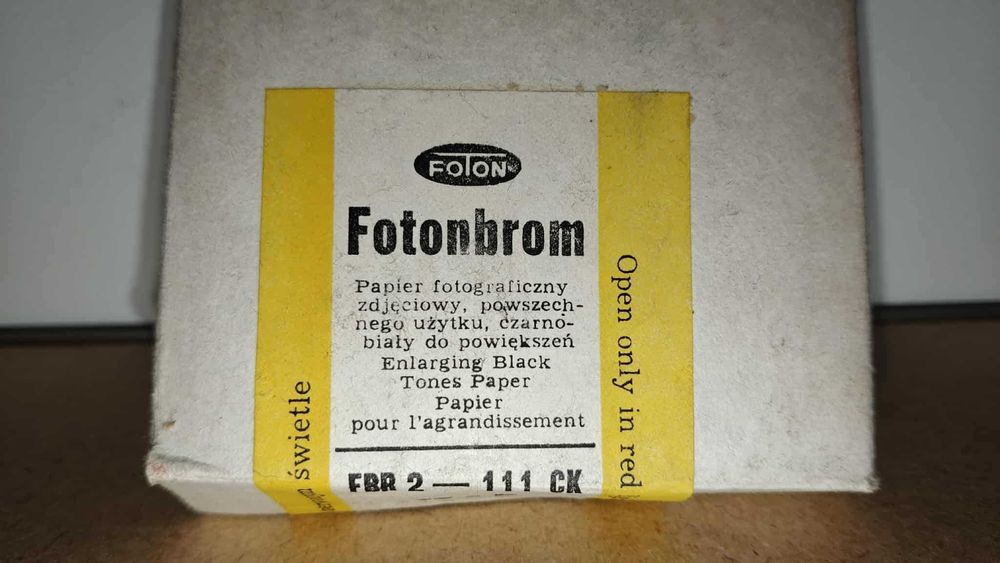 FOTON
Fotonbrom
Papier fotograficzny
zdjęciowy, powszech-
nego użytku, czarno-
biały do powiększeń
Enlarging Black
Tones Paper
Papier
pour l'agrandissement
FBR 2 — 111 CK
świetle
Open only in red